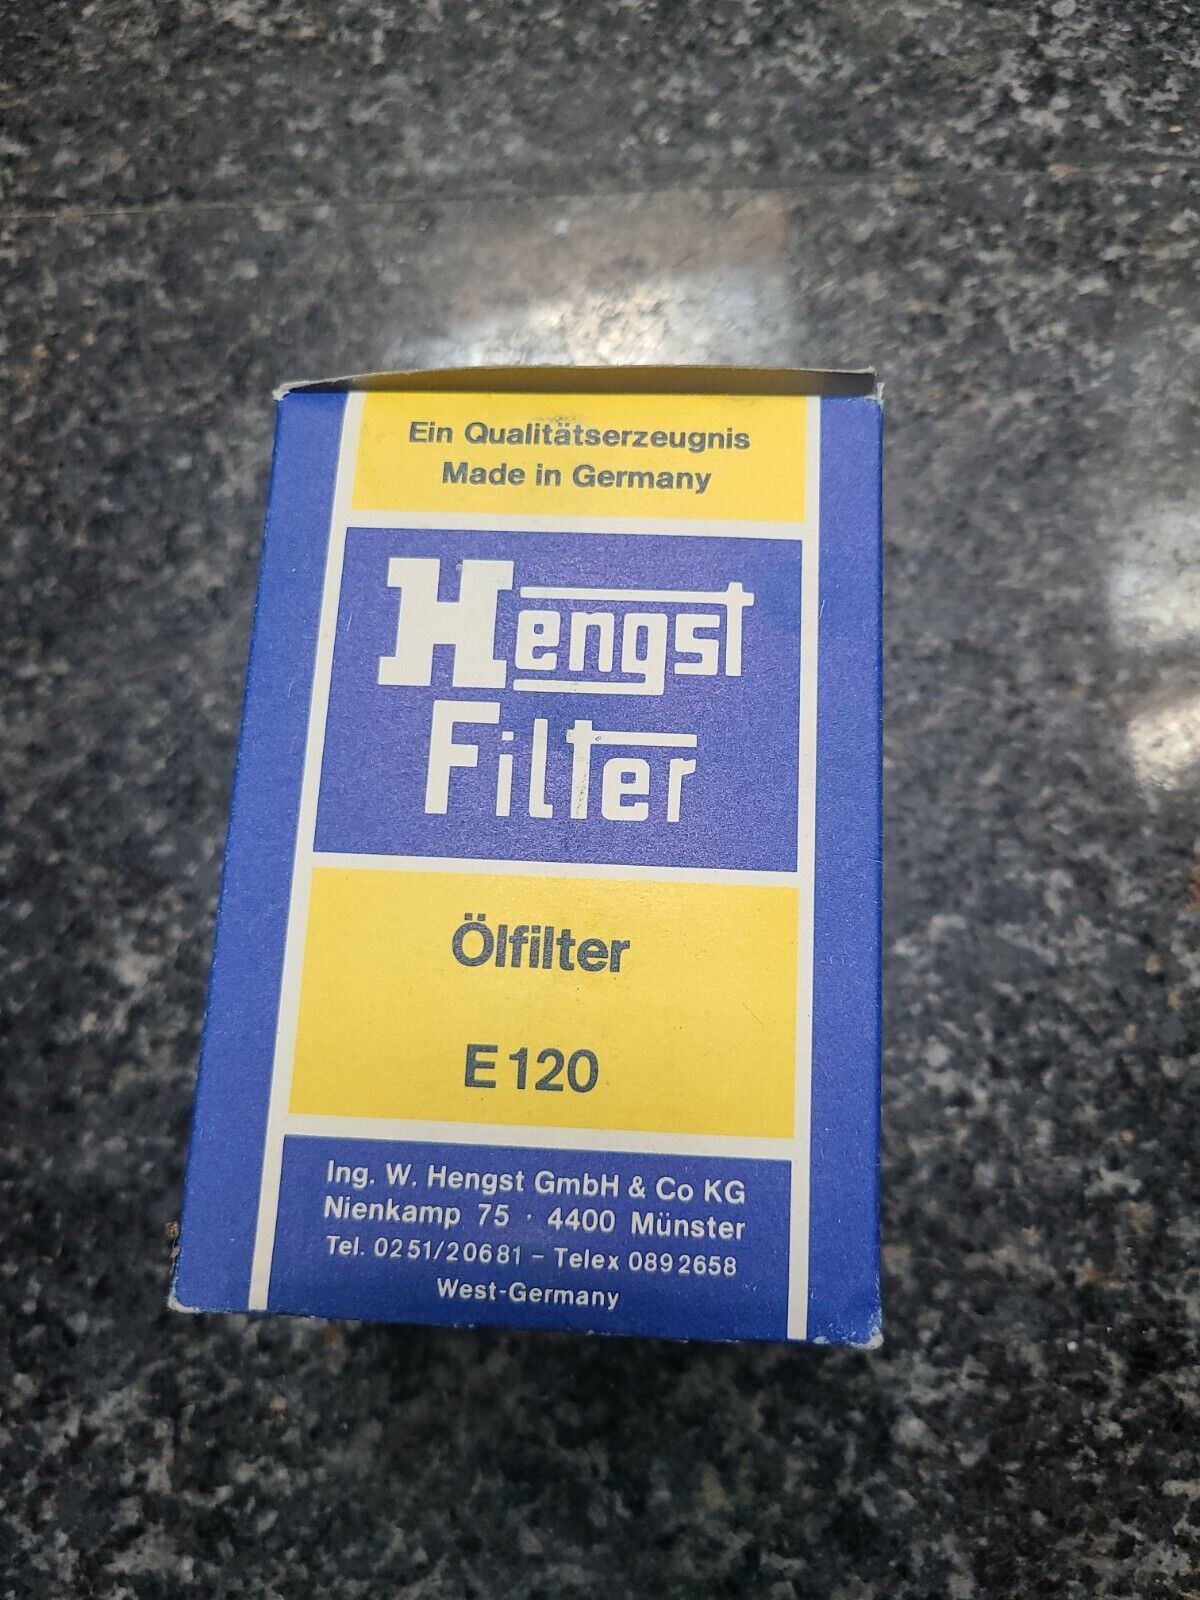 Ein Qualitätserzeugnis
Made in Germany
Hengst
Filter
Ölfilter
E 120
Ing. W. Hengst GmbH & Co KG
Nienkamp 75 · 4400 Münster
Tel. 0251/20681 – Telex 0892658
West-Germany